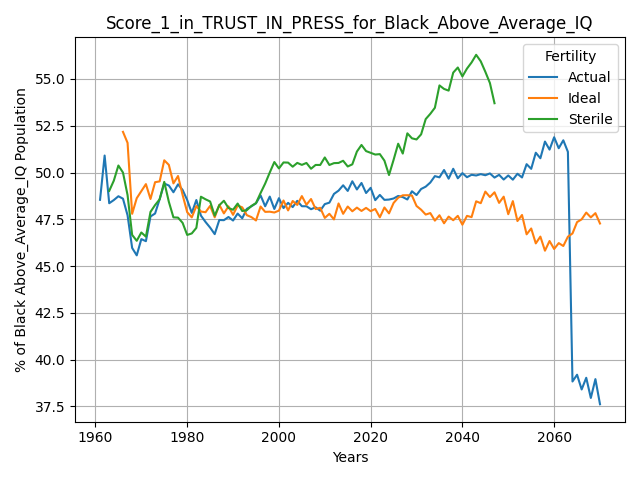 Score_1_in_TRUST_IN_PRESS_for_Black_Above_Average_IQ
% of Black Above_Average_IQ Population
55.0
52.5
50.0
47.5
45.0
42.5
40.0
37.5
Fertility
Actual
Ideal
Sterile
1960 1980 2000 2020 2040 2060
Years